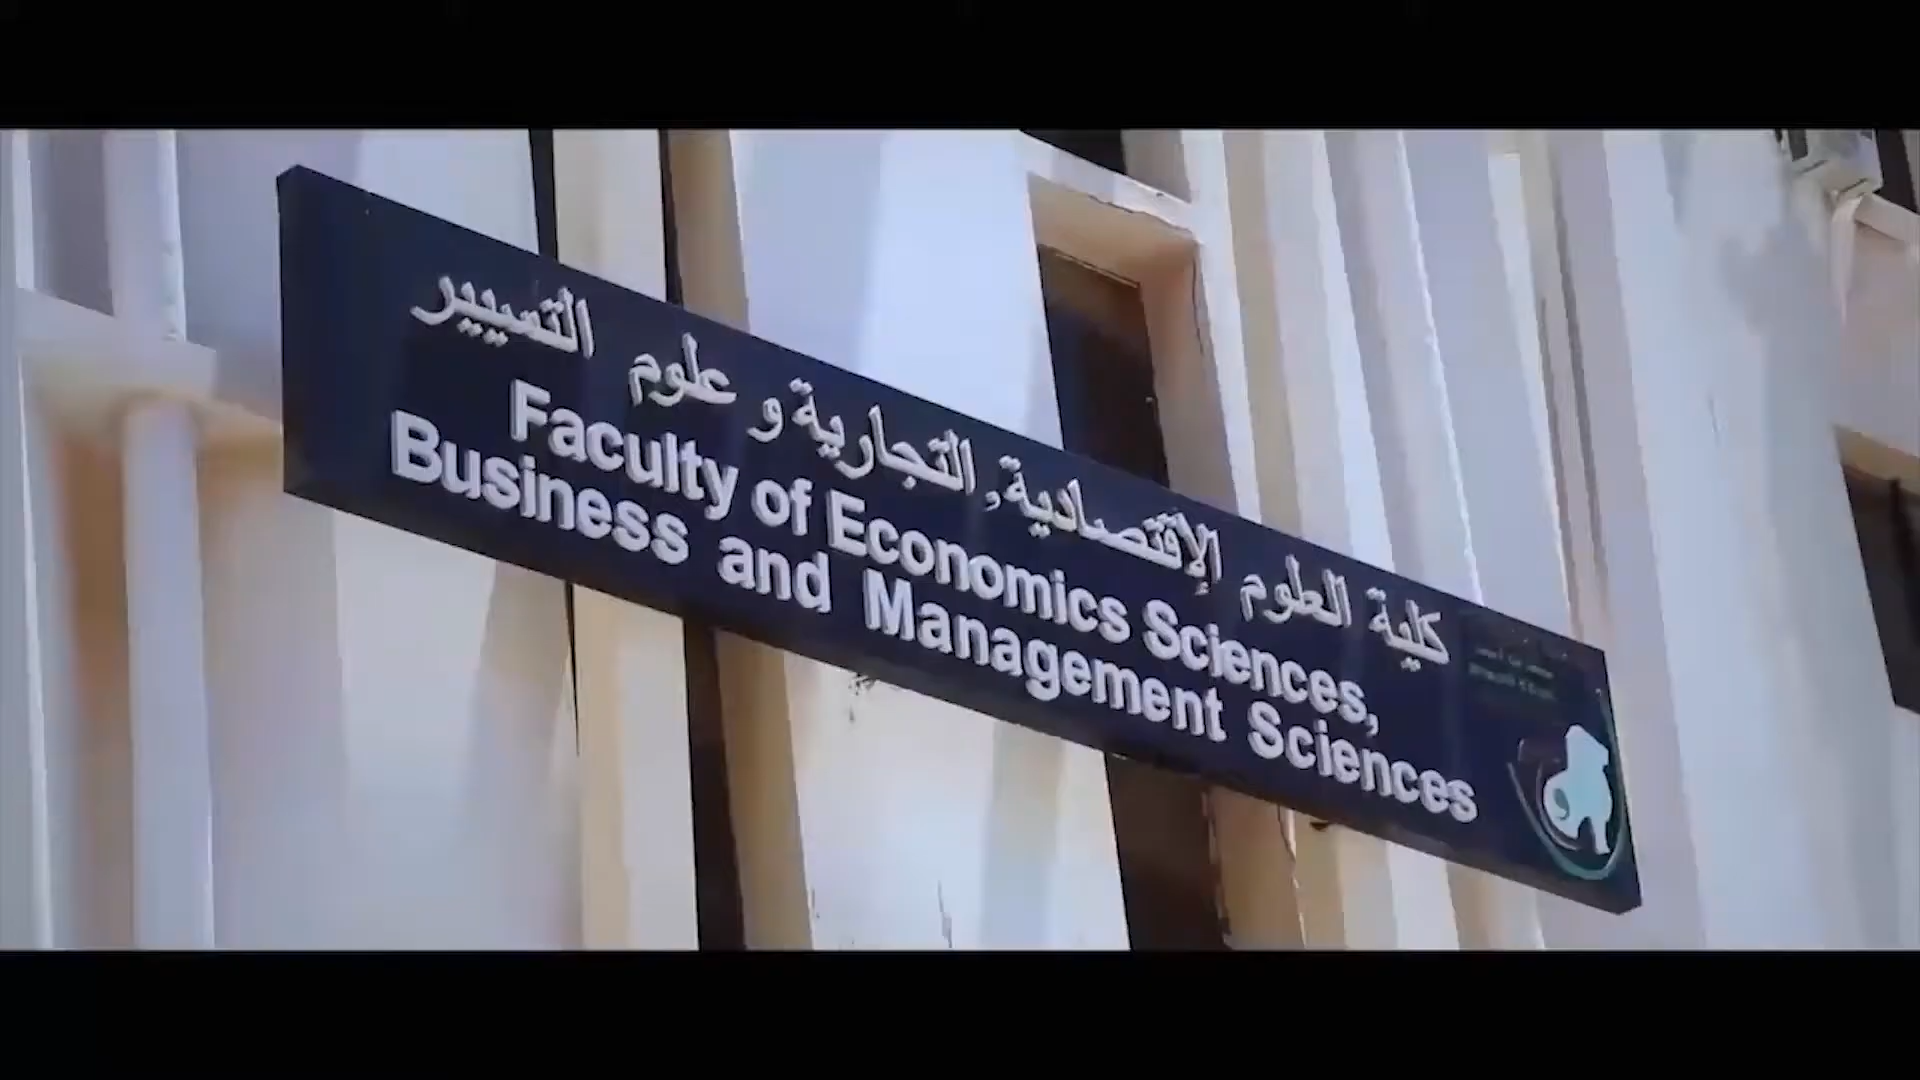 كلية العلوم الإقتصادية, التجارية و علوم التسيير
Faculty of Economics Sciences,
Business and Management Sciences